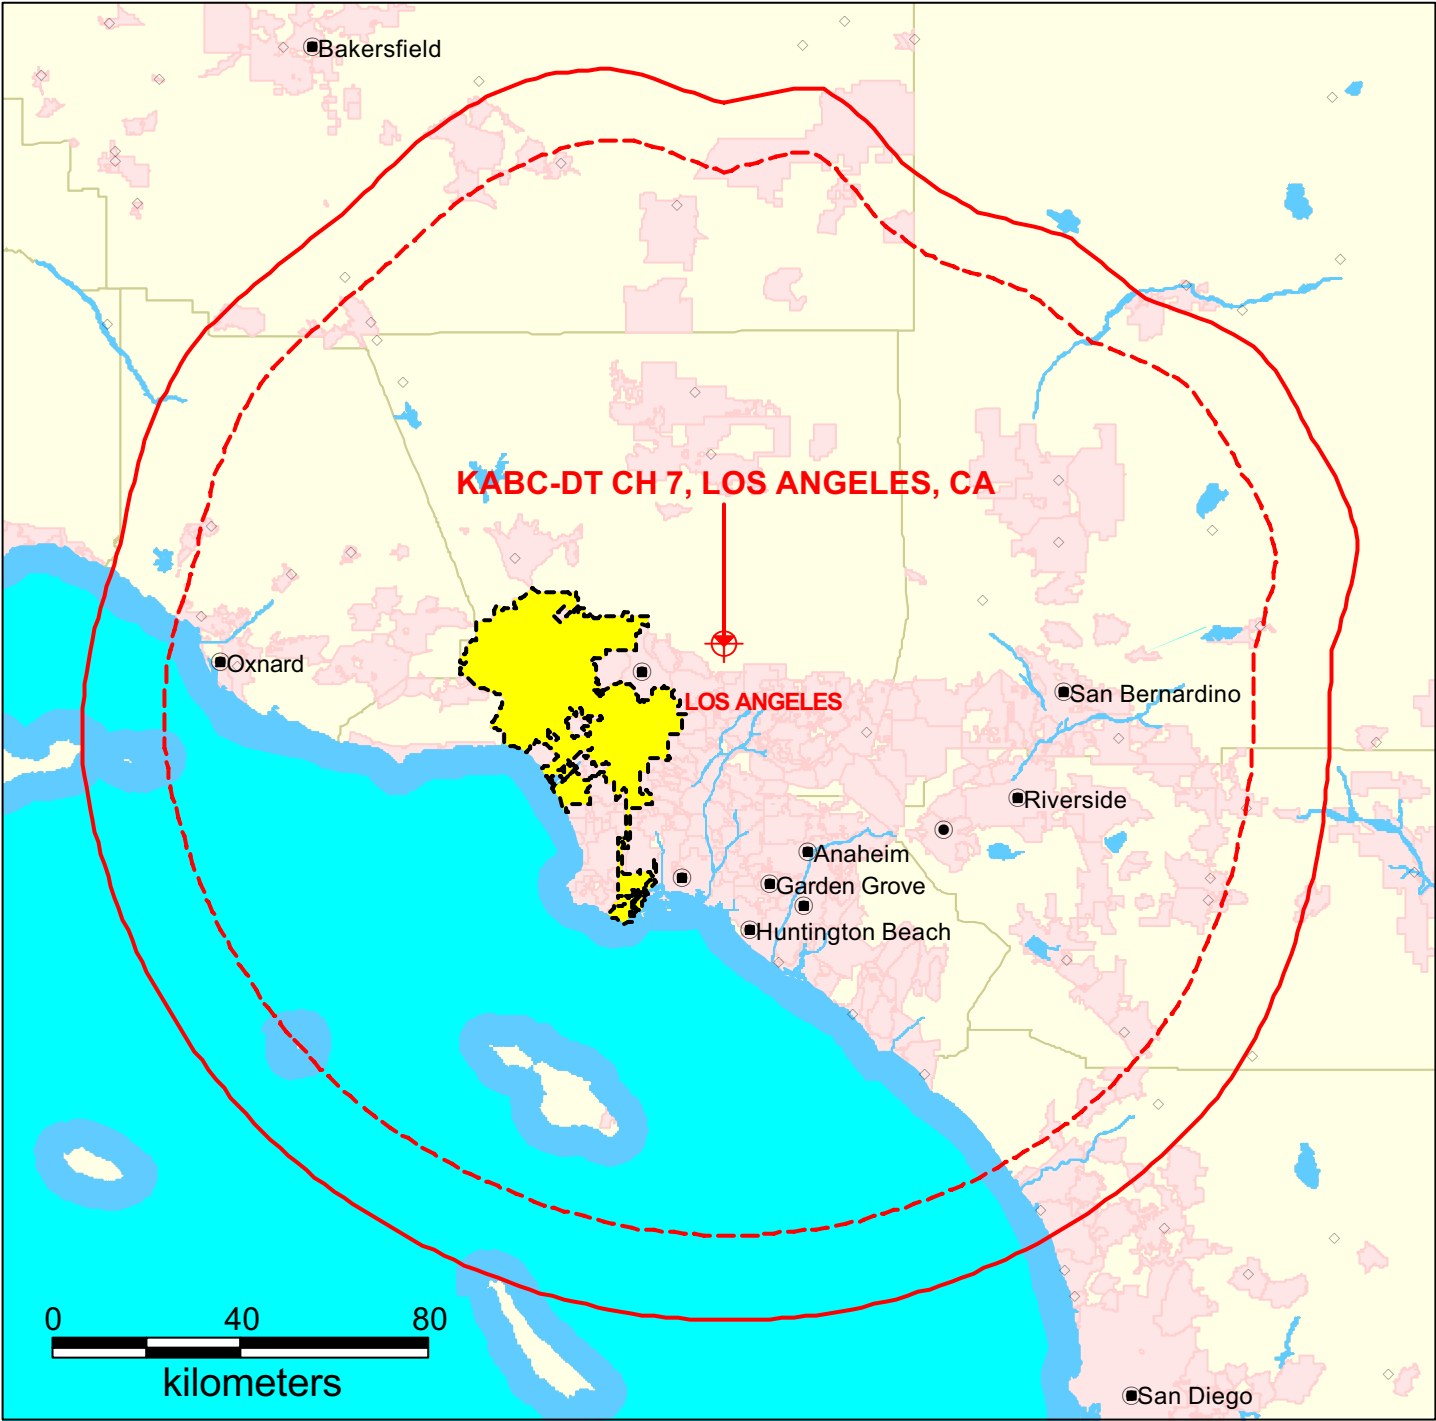 Bakersfield
KABC-DT CH 7, LOS ANGELES, CA
Oxnard
LOS ANGELES
San Bernardino
Riverside
Anaheim
Garden Grove
Huntington Beach
0 40 80
kilometers
San Diego